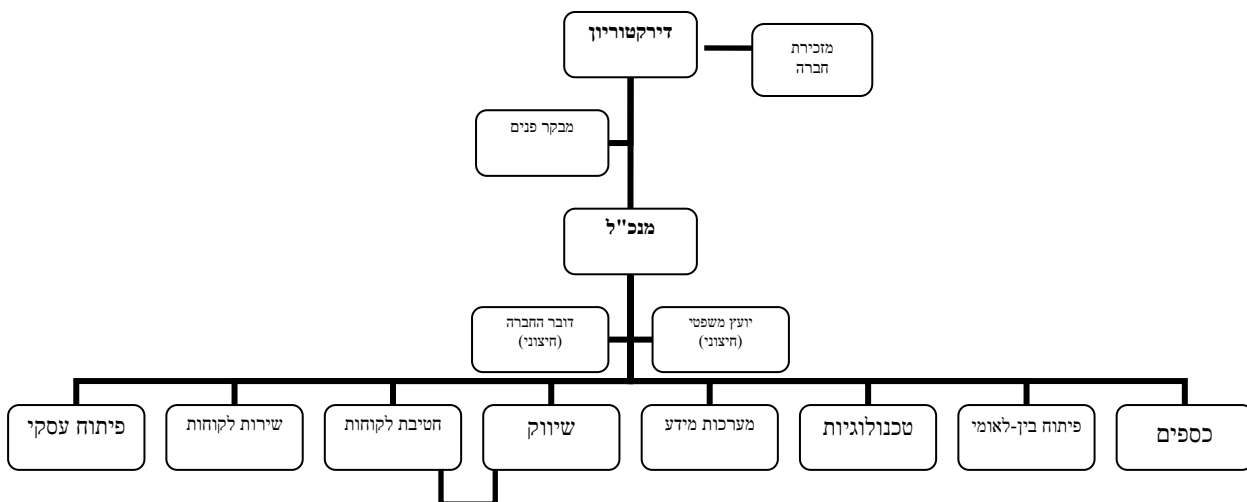 דירקטוריון
מזכירת
חברה
מבקר פנים
מנכ"ל
יועץ משפטי
(חיצוני)
דובר החברה
(חיצוני)
כספים
פיתוח בין-לאומי
טכנולוגיות
מערכות מידע
שיווק
חטיבת לקוחות
שירות לקוחות
פיתוח עסקי